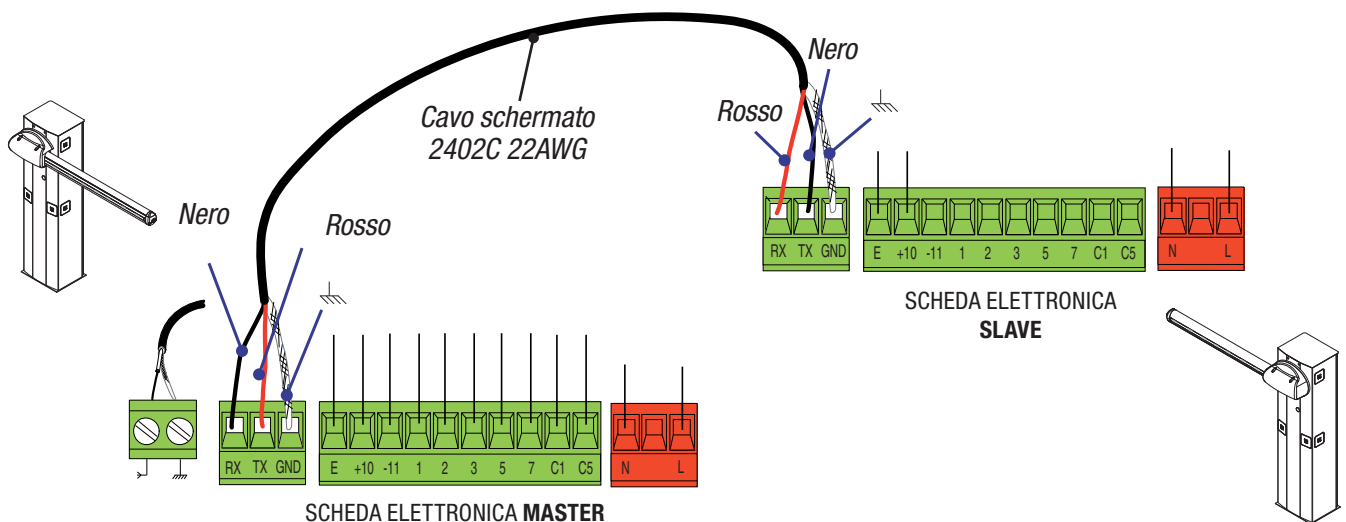 Nero
Cavo schermato
2402C 22AWG
Rosso
RX TX GND
E +10 -11 1 2 3 5 7 C1 C5
N L
SCHEDA ELETTRONICA
SLAVE
Nero
Rosso
RX TX GND
E +10 -11 1 2 3 5 7 C1 C5
N L
SCHEDA ELETTRONICA MASTER